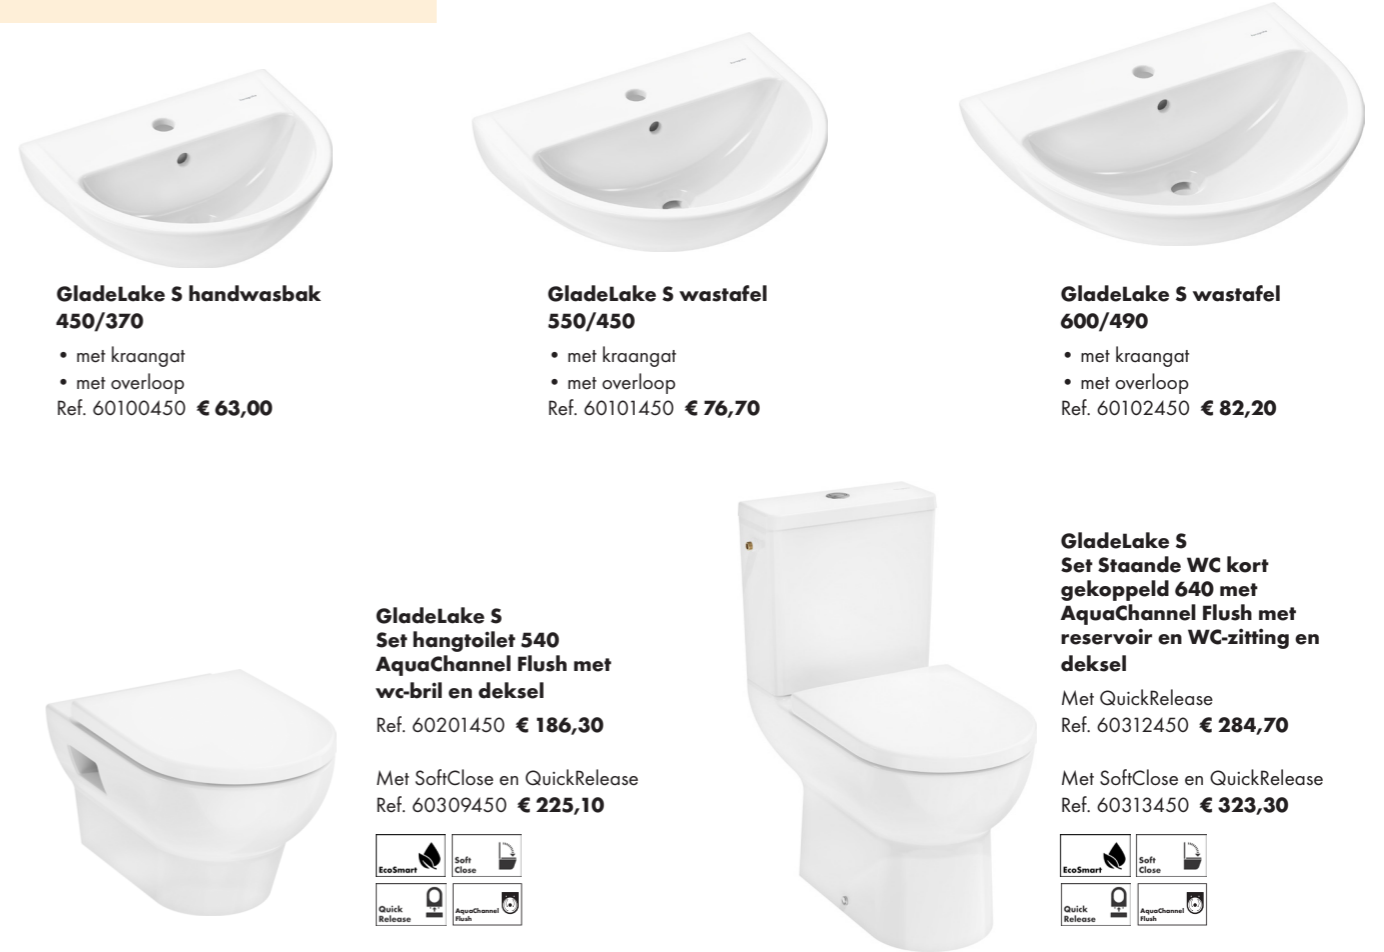 GladeLake S handwasbak
450/370
• met kraangat
• met overloop
Ref. 60100450 € 63,00
GladeLake S wastafel
550/450
• met kraangat
• met overloop
Ref. 60101450 € 76,70
GladeLake S wastafel
600/490
• met kraangat
• met overloop
Ref. 60102450 € 82,20
GladeLake S
Set hangtoilet 540
AquaChannel Flush met
wc-bril en deksel
Ref. 60201450 € 186,30
Met SoftClose en QuickRelease
Ref. 60309450 € 225,10
EcoSmart
Soft
Close
Quick
Release
AquaChannel
Flush
GladeLake S
Set Staande WC kort
gekoppeld 640 met
AquaChannel Flush met
reservoir en WC-zitting en
deksel
Met QuickRelease
Ref. 60312450 € 284,70
Met SoftClose en QuickRelease
Ref. 60313450 € 323,30
EcoSmart
Soft
Close
Quick
Release
AquaChannel
Flush